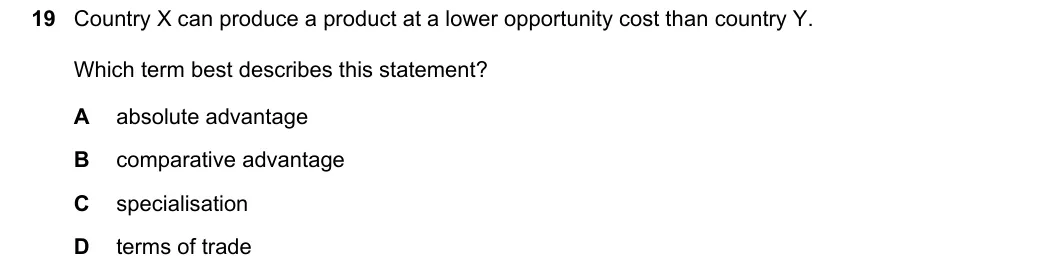 19 Country X can produce a product at a lower opportunity cost than country Y.
Which term best describes this statement?
A absolute advantage
B comparative advantage
C specialisation
D terms of trade